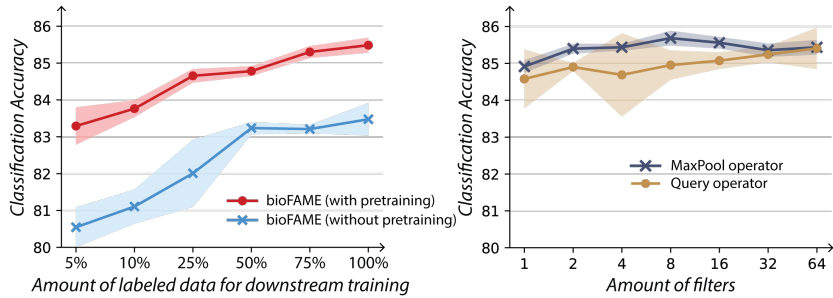 86
85
84
83
82
81
80
Classification Accuracy
bioFAME (with pretraining)
bioFAME (without pretraining)
5% 10% 25% 50% 75% 100%
Amount of labeled data for downstream training
86
85
84
83
82
81
80
Classification Accuracy
MaxPool operator
Query operator
1 2 4 8 16 32 64
Amount of filters